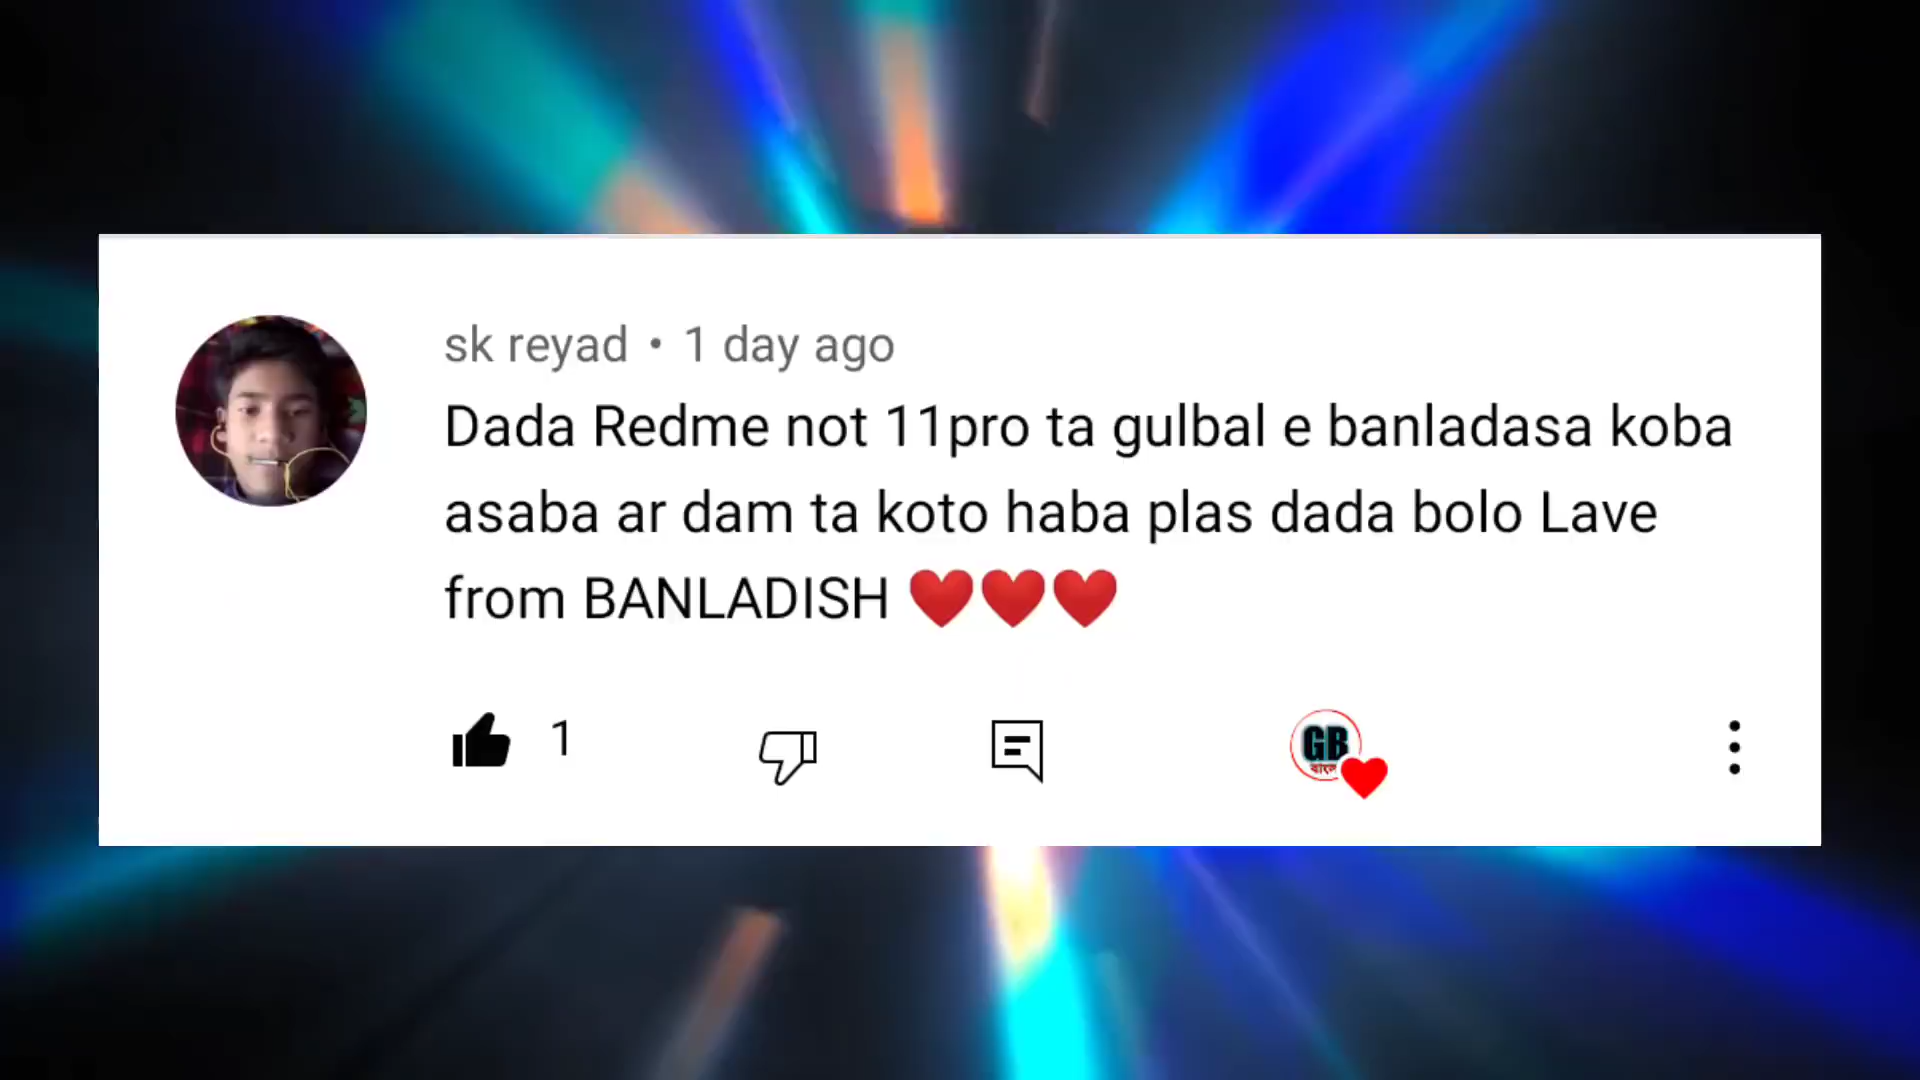 sk reyad • 1 day ago
Dada Redme not 11pro ta gulbal e banladasa koba
asaba ar dam ta koto haba plas dada bolo Lave
from BANLADISH ❤️❤️❤️
1
GB